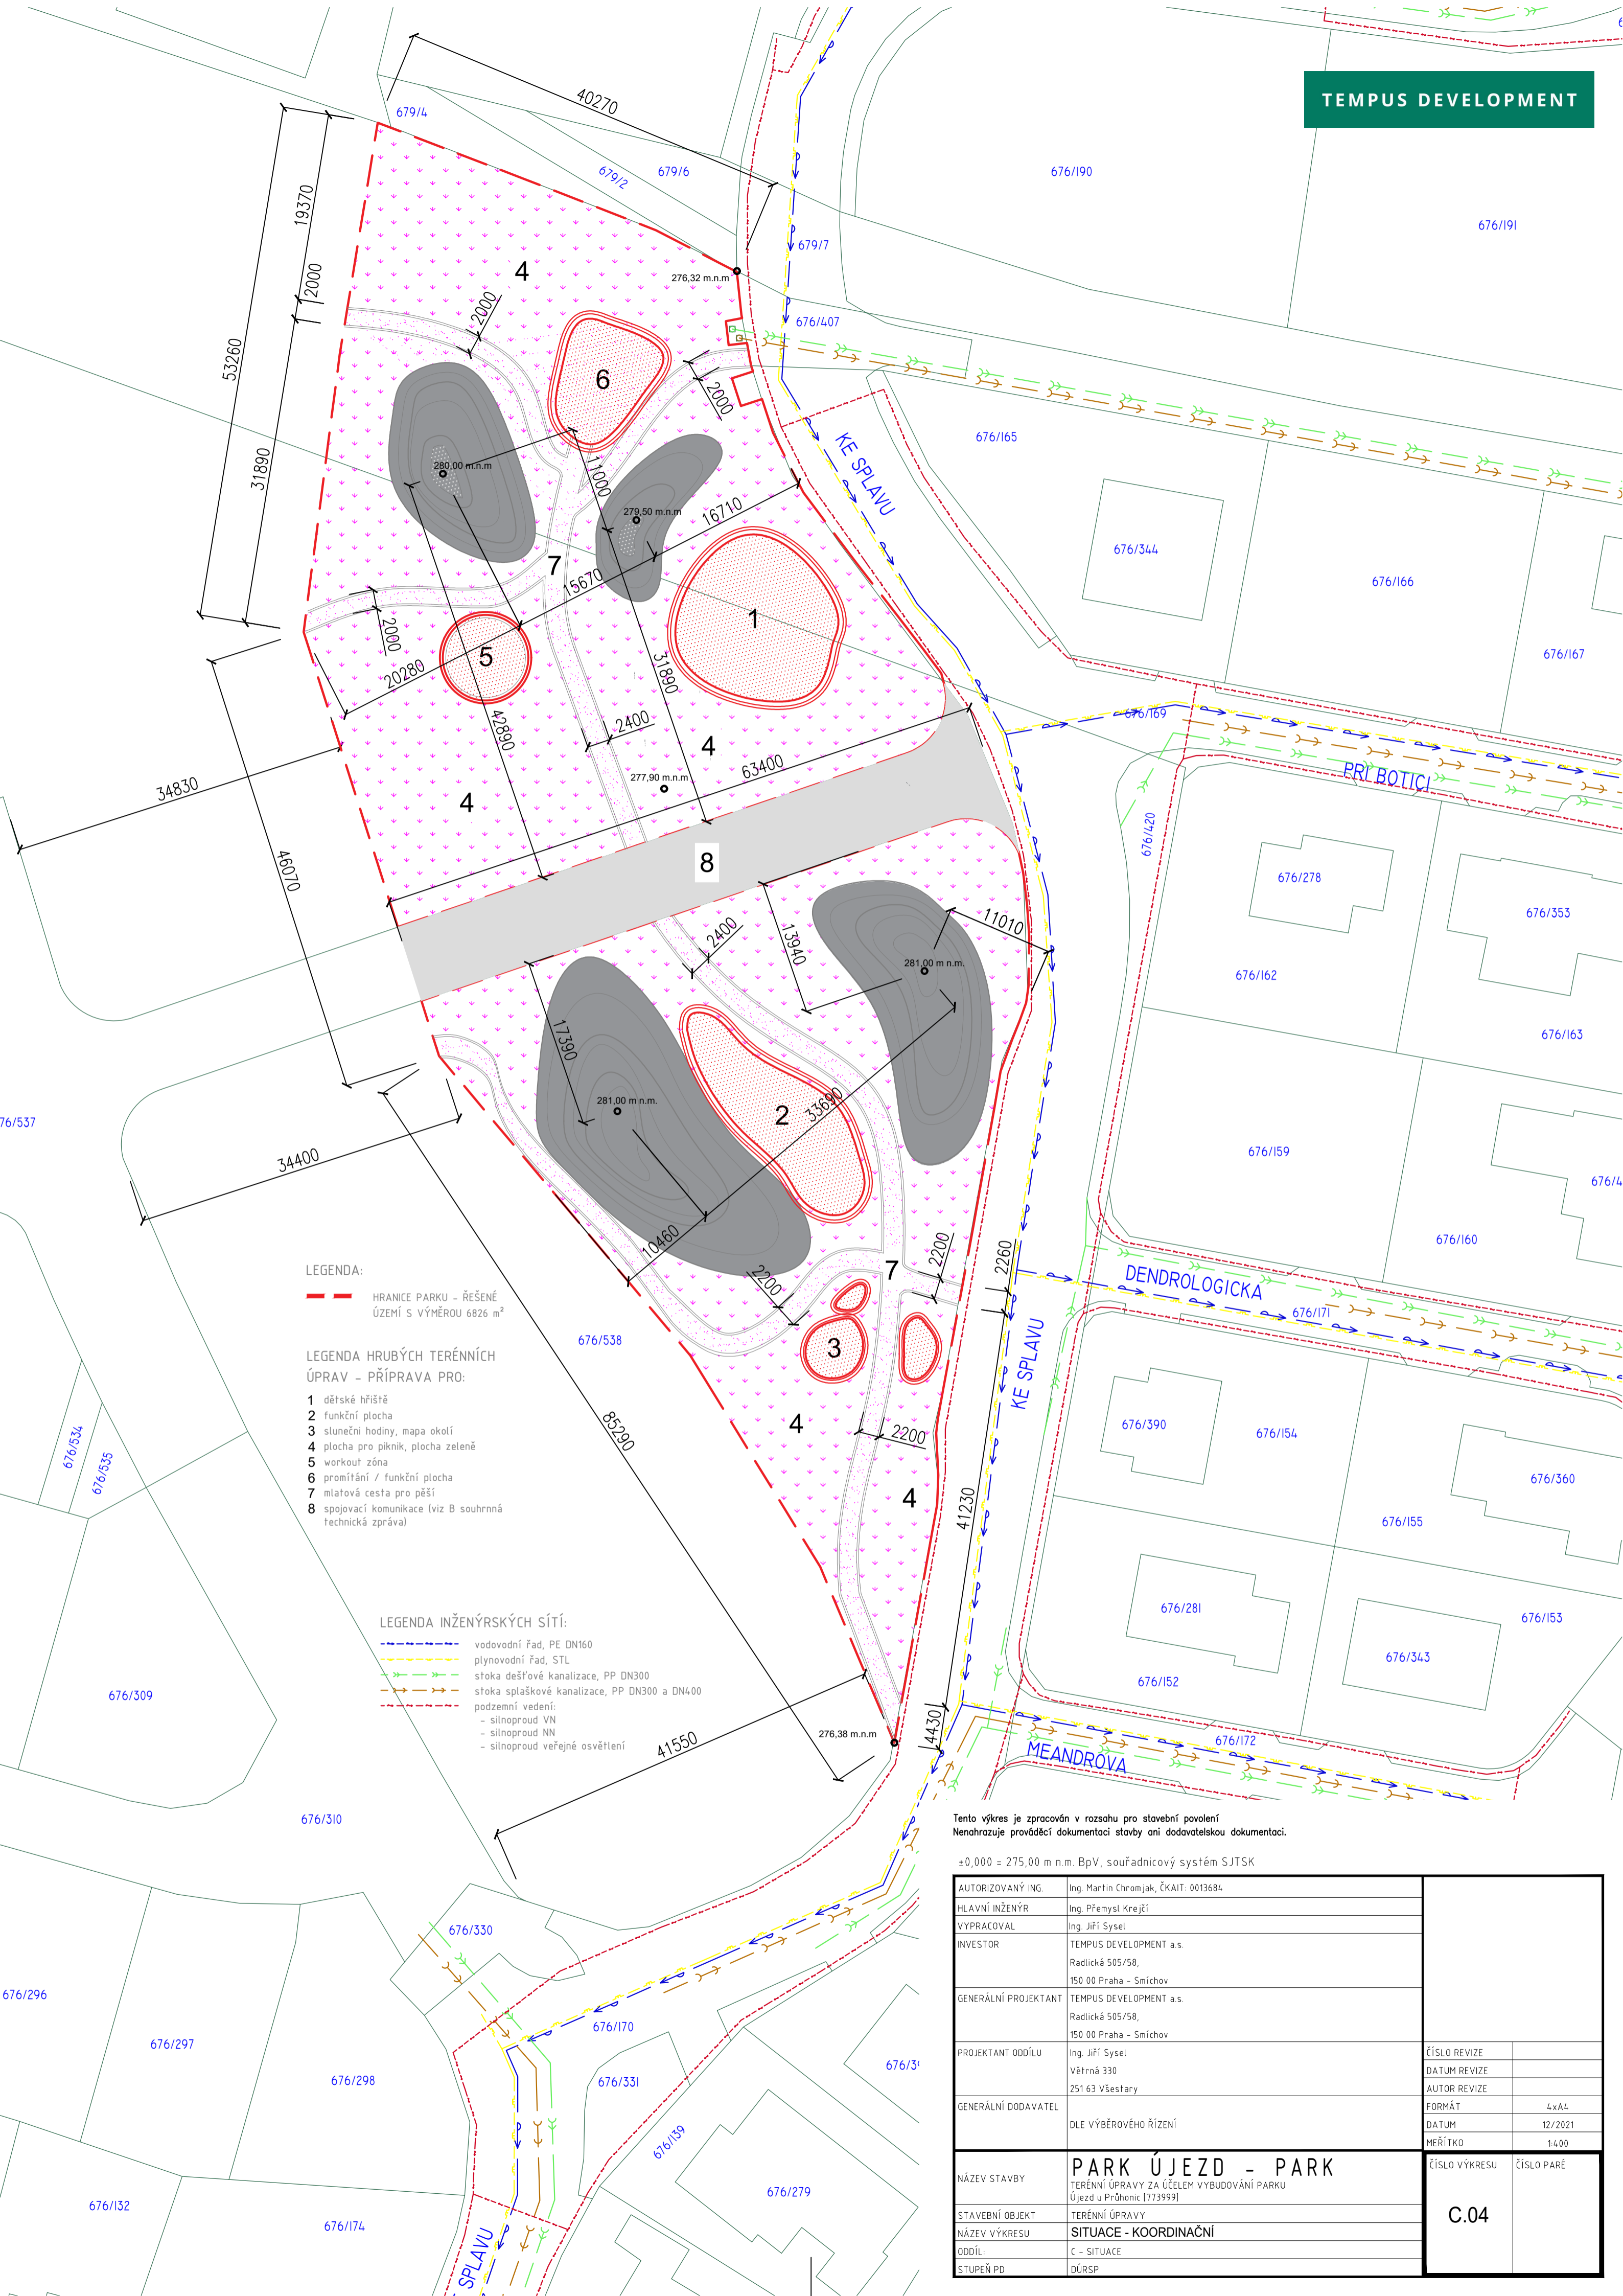 TEMPUS DEVELOPMENT
40270
679/4
679/2
679/6
676/190
676/191
19370
2000
53260
31890
4
2000
276,32 m.n.m
679/7
676/407
6
2000
280,00 m.n.m
11000
279,50 m.n.m
16710
KE SPLAVU
676/165
676/344
676/166
676/167
7
15670
1
2000
5
20280
42890
31890
2400
4
277,90 m.n.m
63400
4
34830
46070
8
676/169
PŘI BOTIČI
676/420
676/278
676/353
676/162
676/163
2400
13940
11010
281,00 m n.m.
17390
281,00 m n.m.
2
33690
34400
10460
2200
7
2200
2260
3
676/159
676/160
DENDROLOGICKÁ
676/171
KE SPLAVU
676/538
85290
4
2200
4
41230
676/390
676/154
676/360
676/155
676/281
676/153
676/343
676/152
676/172
4430
MEANDROVÁ
276,38 m.n.m
41550
LEGENDA:
HRANICE PARKU - ŘEŠENÉ
ÚZEMÍ S VÝMĚROU 6826 m²
LEGENDA HRUBÝCH TERÉNNÍCH
ÚPRAV - PŘÍPRAVA PRO:
1 dětské hřiště
2 funkční plocha
3 sluneční hodiny, mapa okolí
4 plocha pro piknik, plocha zeleně
5 workout zóna
6 promítání / funkční plocha
7 mlatová cesta pro pěší
8 spojovací komunikace (viz B souhrnná
technická zpráva)
676/534
676/535
676/309
LEGENDA INŽENÝRSKÝCH SÍTÍ:
vodovodní řad, PE DN160
plynovodní řad, STL
stoka dešťové kanalizace, PP DN300
stoka splaškové kanalizace, PP DN300 a DN400
podzemní vedení:
- silnoproud VN
- silnoproud NN
- silnoproud veřejné osvětlení
676/310
676/330
676/296
676/297
676/298
676/170
676/331
676/139
676/279
676/132
676/174
SPLAVU
Tento výkres je zpracován v rozsahu pro stavební povolení
Nenahrazuje prováděcí dokumentaci stavby ani dodavatelskou dokumentaci.
±0,000 = 275,00 m n.m. BpV, souřadnicový systém SJTSK
AUTORIZOVANÝ ING. Ing. Martin Chromjak, ČKAIT: 0013684
HLAVNÍ INŽENÝR Ing. Přemysl Krejčí
VYPRACOVAL Ing. Jiří Sysel
INVESTOR TEMPUS DEVELOPMENT a.s.
Radlická 505/58,
150 00 Praha - Smíchov
GENERÁLNÍ PROJEKTANT TEMPUS DEVELOPMENT a.s.
Radlická 505/58,
150 00 Praha - Smíchov
PROJEKTANT ODDÍLU Ing. Jiří Sysel
Větrná 330
251 63 Všestary
GENERÁLNÍ DODAVATEL
DLE VÝBĚROVÉHO ŘÍZENÍ
ČÍSLO REVIZE
DATUM REVIZE
AUTOR REVIZE
FORMÁT 4xA4
DATUM 12/2021
MEŘÍTKO 1:400
NÁZEV STAVBY PARK ÚJEZD - PARK
TERÉNNÍ ÚPRAVY ZA ÚČELEM VYBUDOVÁNÍ PARKU
Újezd u Průhonic [773999]
STAVEBNÍ OBJEKT TERÉNNÍ ÚPRAVY
NÁZEV VÝKRESU SITUACE - KOORDINAČNÍ
ODDÍL: C - SITUACE
STUPEŇ PD DÚRSP
ČÍSLO VÝKRESU ČÍSLO PARÉ
C.04